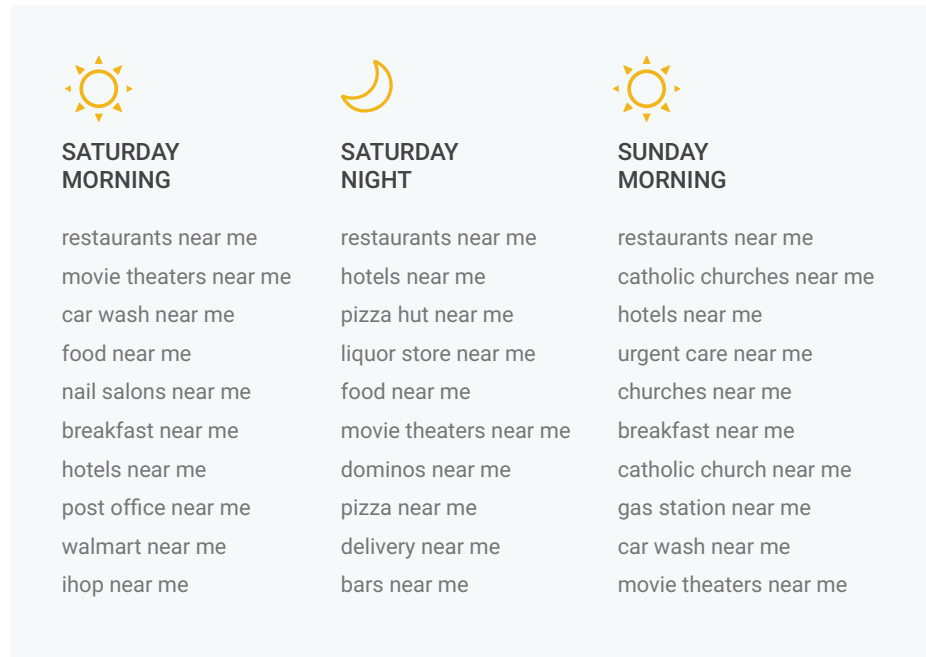 SATURDAY
MORNING
restaurants near me
movie theaters near me
car wash near me
food near me
nail salons near me
breakfast near me
hotels near me
post office near me
walmart near me
ihop near me
SATURDAY
NIGHT
restaurants near me
hotels near me
pizza hut near me
liquor store near me
food near me
movie theaters near me
dominos near me
pizza near me
delivery near me
bars near me
SUNDAY
MORNING
restaurants near me
catholic churches near me
hotels near me
urgent care near me
churches near me
breakfast near me
catholic church near me
gas station near me
car wash near me
movie theaters near me